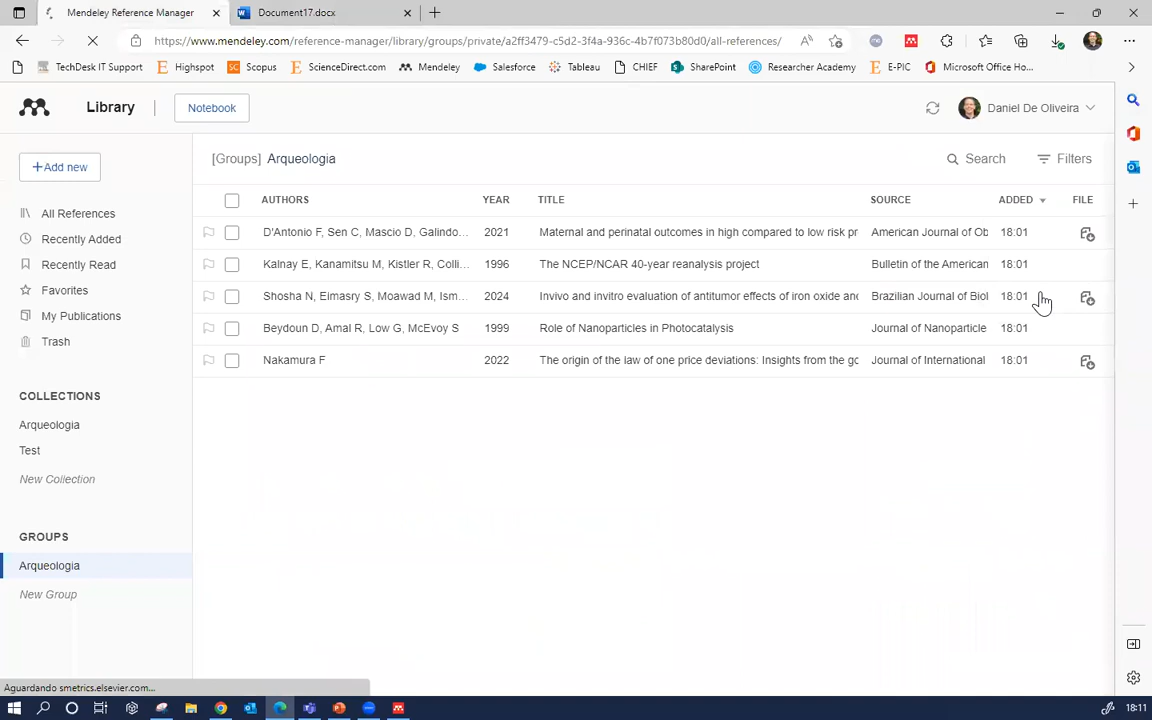 Mendeley Reference Manager
Document17.docx
https://www.mendeley.com/reference-manager/library/groups/private/a2ff3479-c5d2-3f4a-936c-4b7f073b80d0/all-references/
TechDesk IT Support
Highspot
Scopus
ScienceDirect.com
Mendeley
Salesforce
Tableau
CHIEF
SharePoint
Researcher Academy
E-PIC
Microsoft Office Ho...
Library
Notebook
Daniel De Oliveira
+Add new
[Groups] Arqueologia
Search
Filters
All References
Recently Added
Recently Read
Favorites
My Publications
Trash
COLLECTIONS
Arqueologia
Test
New Collection
GROUPS
Arqueologia
New Group
AUTHORS YEAR TITLE SOURCE ADDED FILE
D'Antonio F, Sen C, Mascio D, Galindo... 2021 Maternal and perinatal outcomes in high compared to low risk pr American Journal of Ob 18:01
Kalnay E, Kanamitsu M, Kistler R, Colli... 1996 The NCEP/NCAR 40-year reanalysis project Bulletin of the American 18:01
Shosha N, Elmasry S, Moawad M, Ism... 2024 Invivo and invitro evaluation of antitumor effects of iron oxide and Brazilian Journal of Biol 18:01
Beydoun D, Amal R, Low G, McEvoy S 1999 Role of Nanoparticles in Photocatalysis Journal of Nanoparticle 18:01
Nakamura F 2022 The origin of the law of one price deviations: Insights from the go Journal of International 18:01
Aguardando smetrics.elsevier.com...
18:11